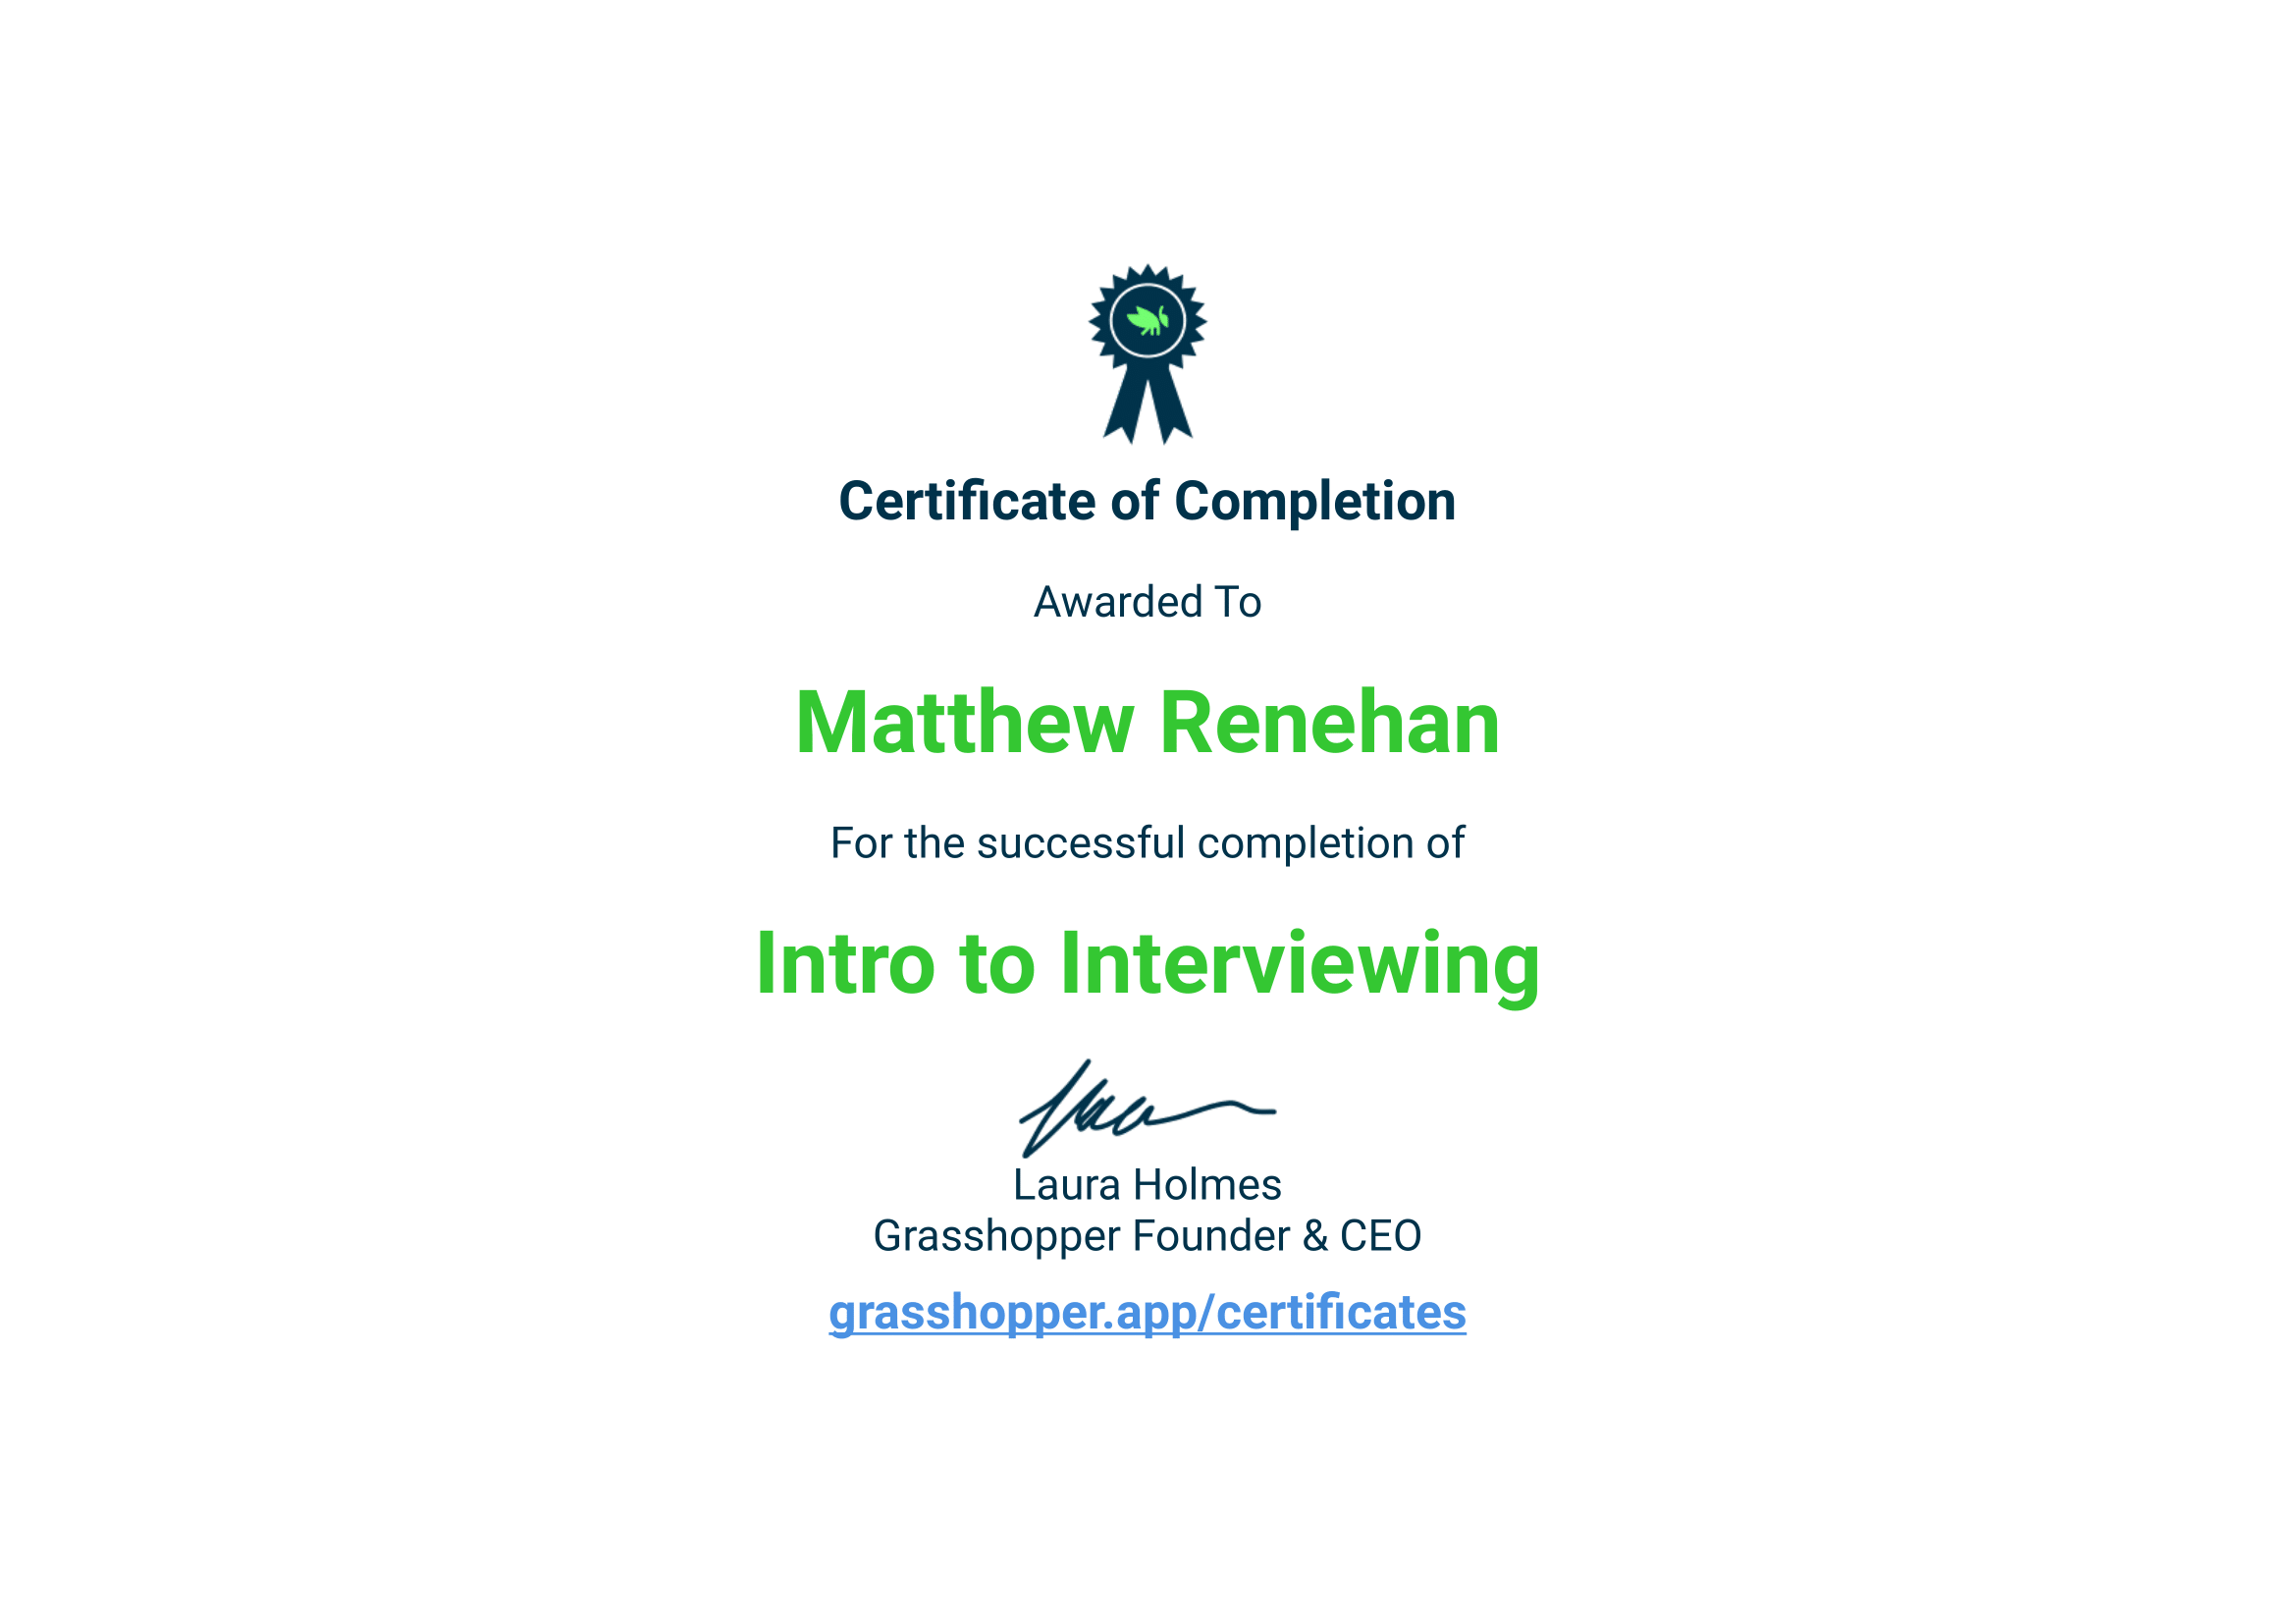 Certificate of Completion
Awarded To
Matthew Renehan
For the successful completion of
Intro to Interviewing
Laura Holmes
Grasshopper Founder & CEO
grasshopper.app/certificates